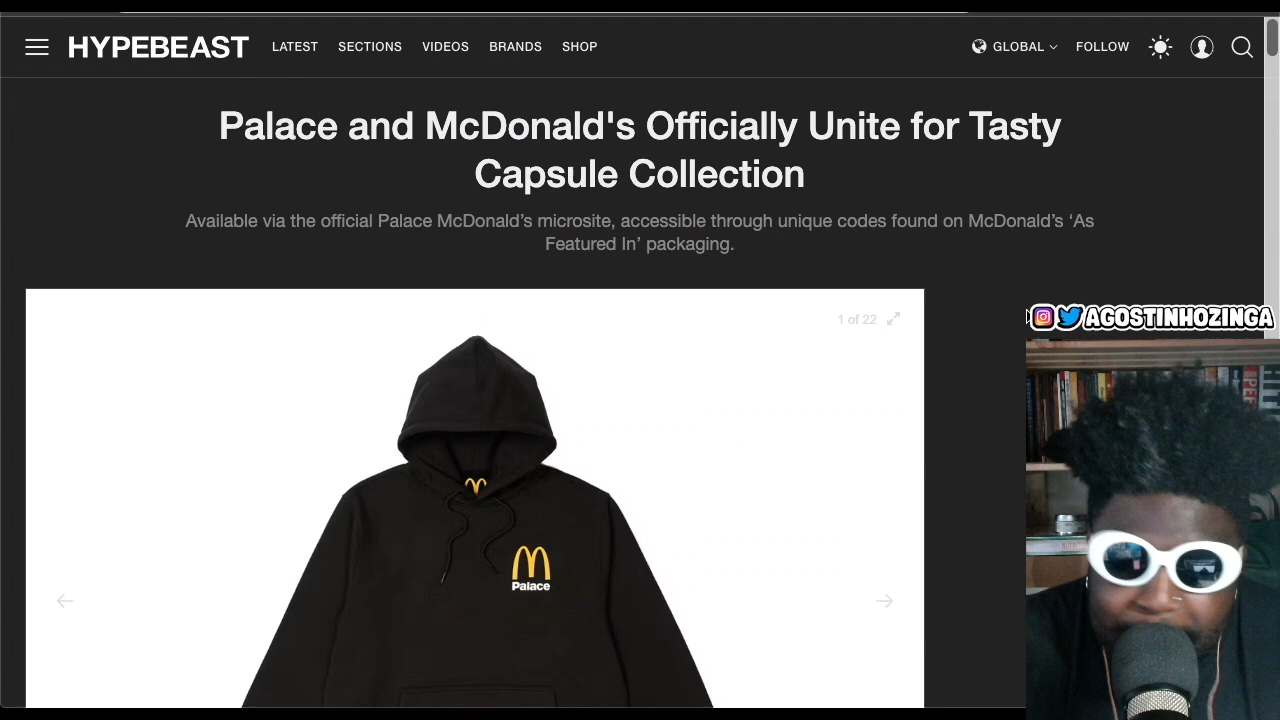 HYPEBEAST LATEST SECTIONS VIDEOS BRANDS SHOP GLOBAL FOLLOW
Palace and McDonald's Officially Unite for Tasty
Capsule Collection
Available via the official Palace McDonald’s microsite, accessible through unique codes found on McDonald’s ‘As
Featured In’ packaging.
1 of 22
AGOSTINHOZINGA
Palace